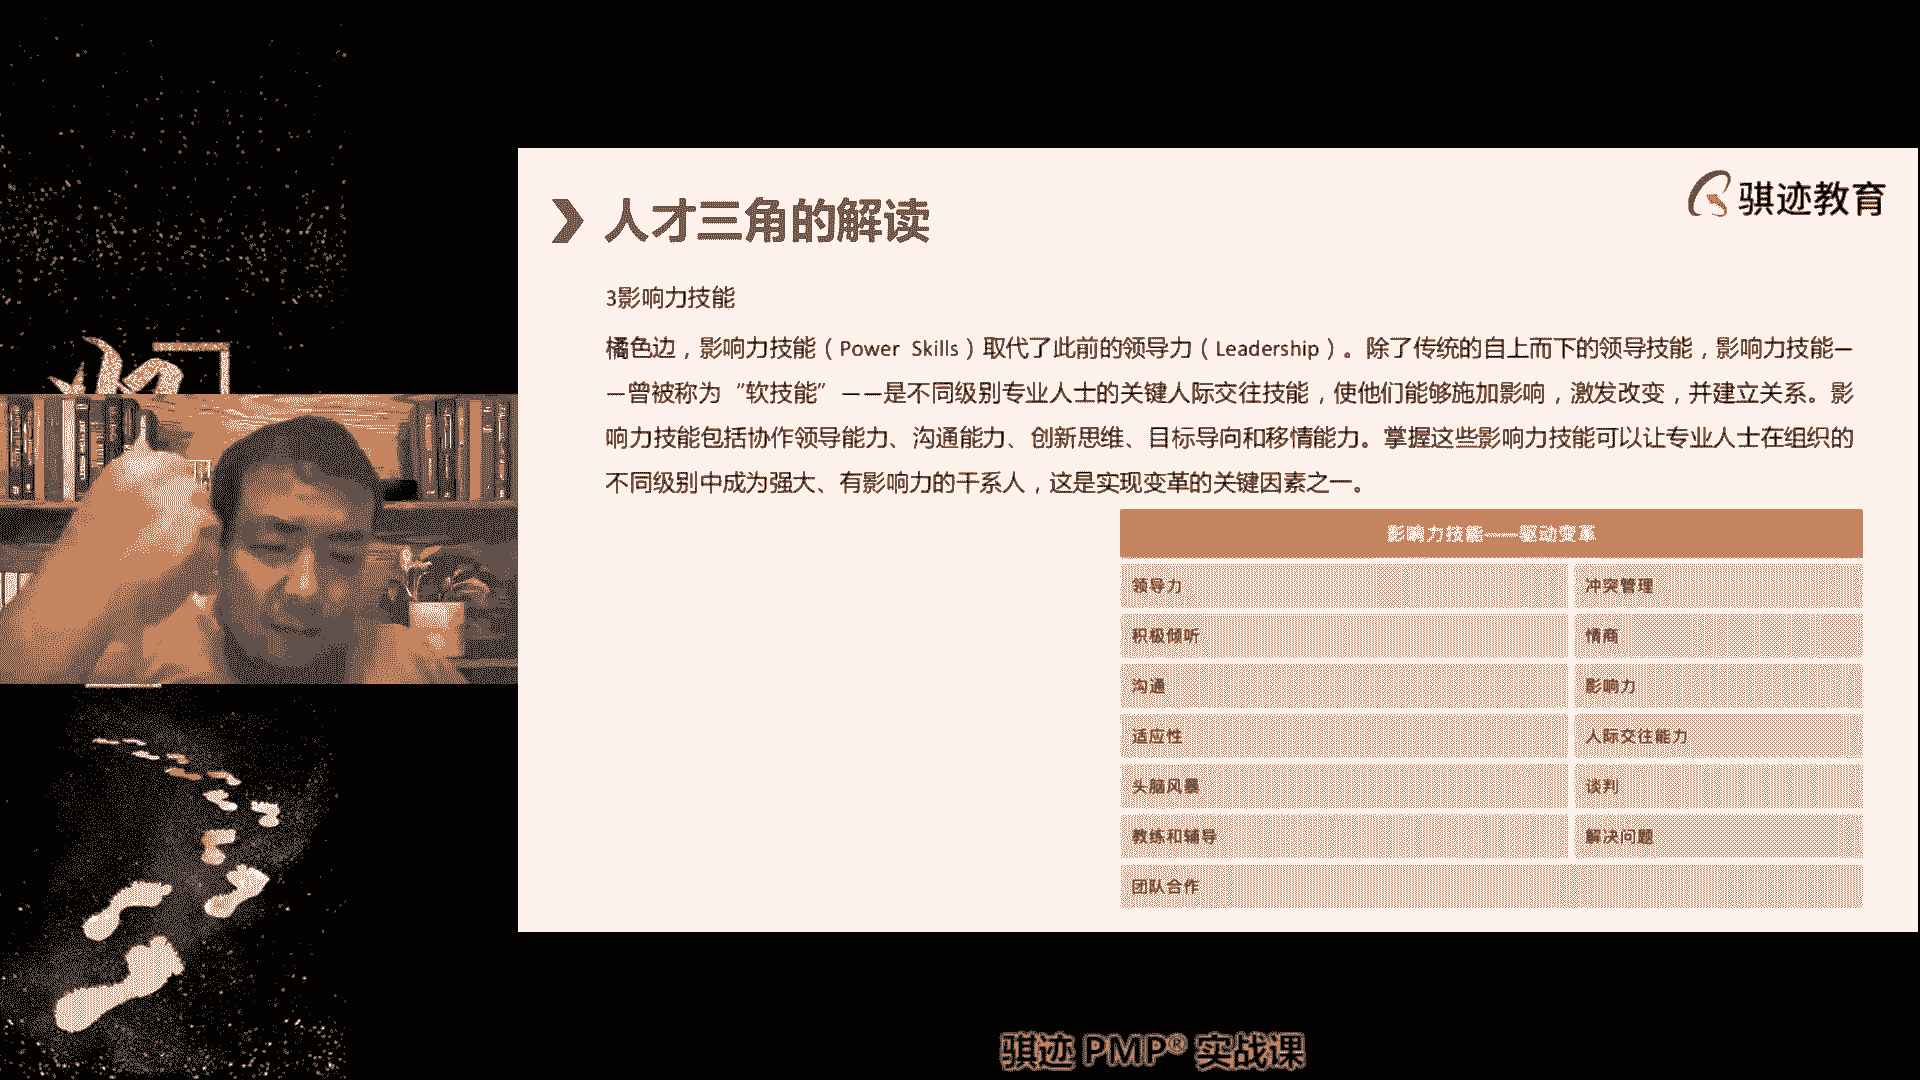 骐迹教育
人才三角的解读
3影响力技能
橘色边，影响力技能（Power Skills）取代了此前的领导力（Leadership）。除了传统的自上而下的领导技能，影响力技能—
—曾被称为“软技能”——是不同级别专业人士的关键人际交往技能，使他们能够施加影响，激发改变，并建立关系。影
响力技能包括协作领导能力、沟通能力、创新思维、目标导向和移情能力。掌握这些影响力技能可以让专业人士在组织的
不同级别中成为强大、有影响力的干系人，这是实现变革的关键因素之一。
影响力技能——驱动变革
领导力 冲突管理
积极倾听 情商
沟通 影响力
适应性 人际交往能力
头脑风暴 谈判
教练和辅导 解决问题
团队合作
骐迹 PMP® 实战课